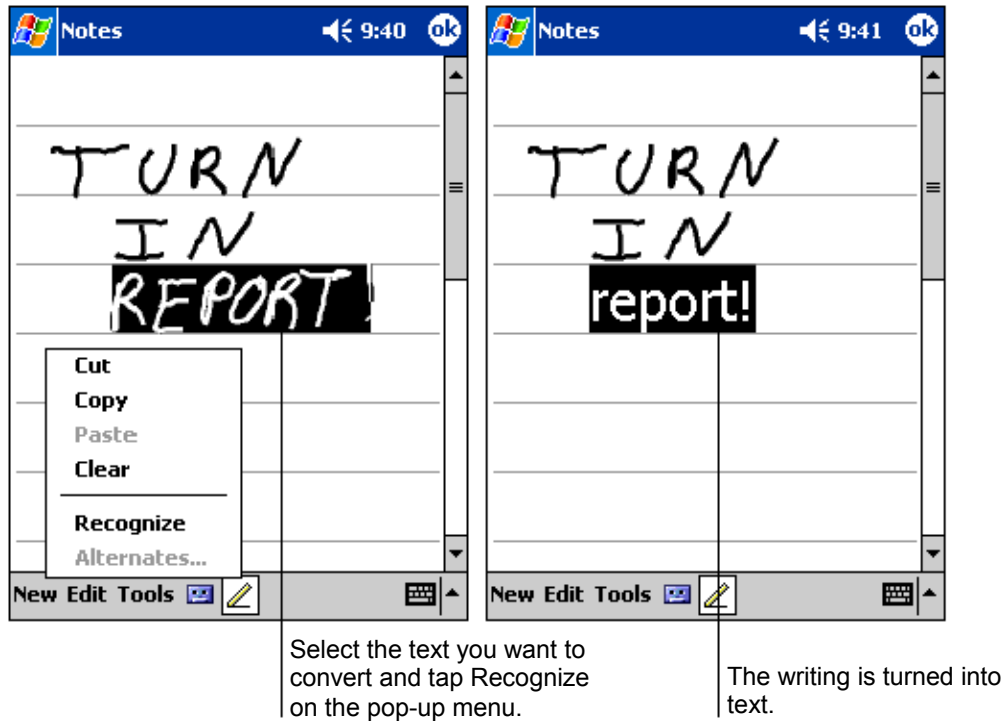 Notes 9:40 ok
TURN
IN
REPORT!
Cut
Copy
Paste
Clear
Recognize
Alternates...
New Edit Tools
Select the text you want to
convert and tap Recognize
on the pop-up menu.
Notes 9:41 ok
TURN
IN
report!
New Edit Tools
The writing is turned into
text.